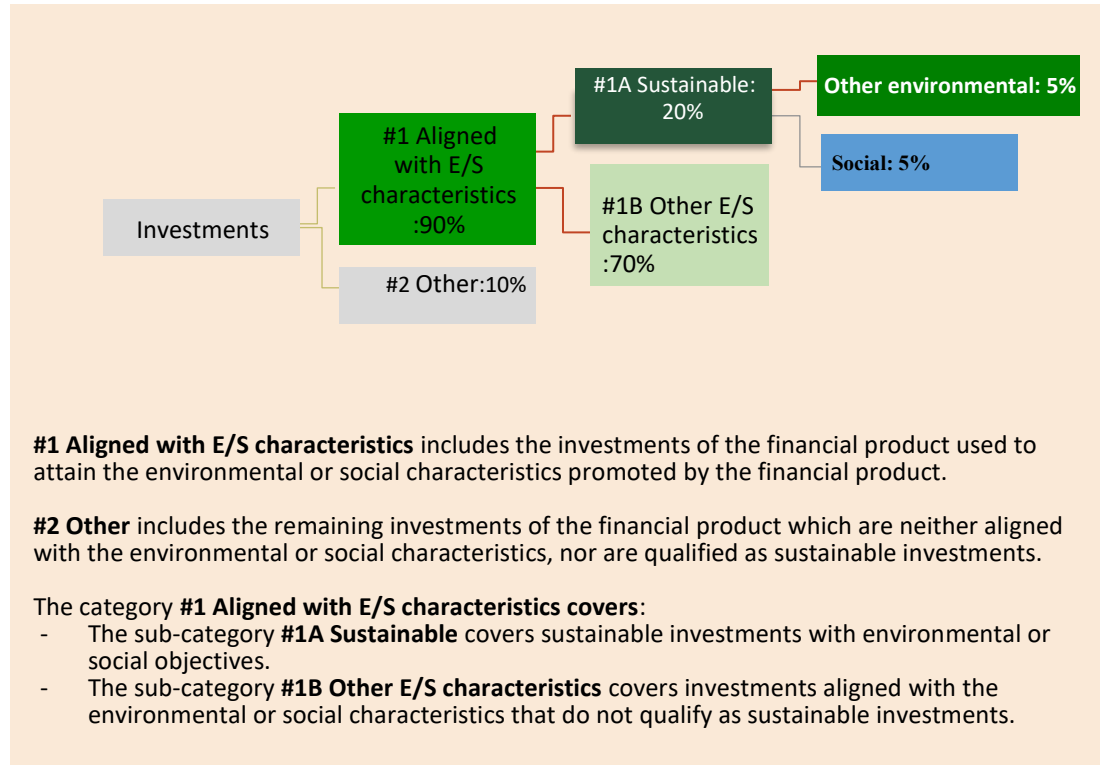 #1A Sustainable:
20%
Other environmental: 5%
Social: 5%
#1 Aligned
with E/S
characteristics
:90%
#1B Other E/S
characteristics
:70%
Investments
#2 Other:10%
#1 Aligned with E/S characteristics includes the investments of the financial product used to
attain the environmental or social characteristics promoted by the financial product.
#2 Other includes the remaining investments of the financial product which are neither aligned
with the environmental or social characteristics, nor are qualified as sustainable investments.
The category #1 Aligned with E/S characteristics covers:
- The sub-category #1A Sustainable covers sustainable investments with environmental or
social objectives.
- The sub-category #1B Other E/S characteristics covers investments aligned with the
environmental or social characteristics that do not qualify as sustainable investments.